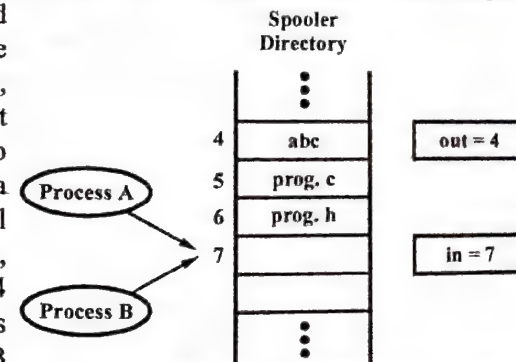 Spooler
Directory
4 abc out = 4
5 prog. c
Process A
6 prog. h
7 in = 7
Process B